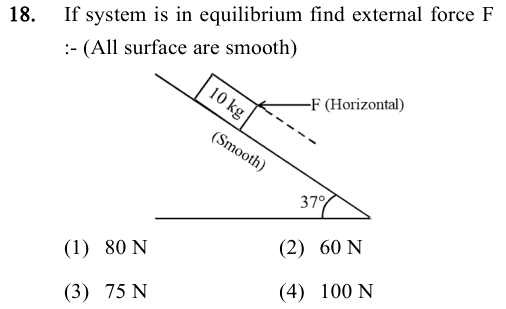 18. If system is in equilibrium find external force F
:- (All surface are smooth)
10 kg
F (Horizontal)
(Smooth)
37°
(1) 80 N (2) 60 N
(3) 75 N (4) 100 N